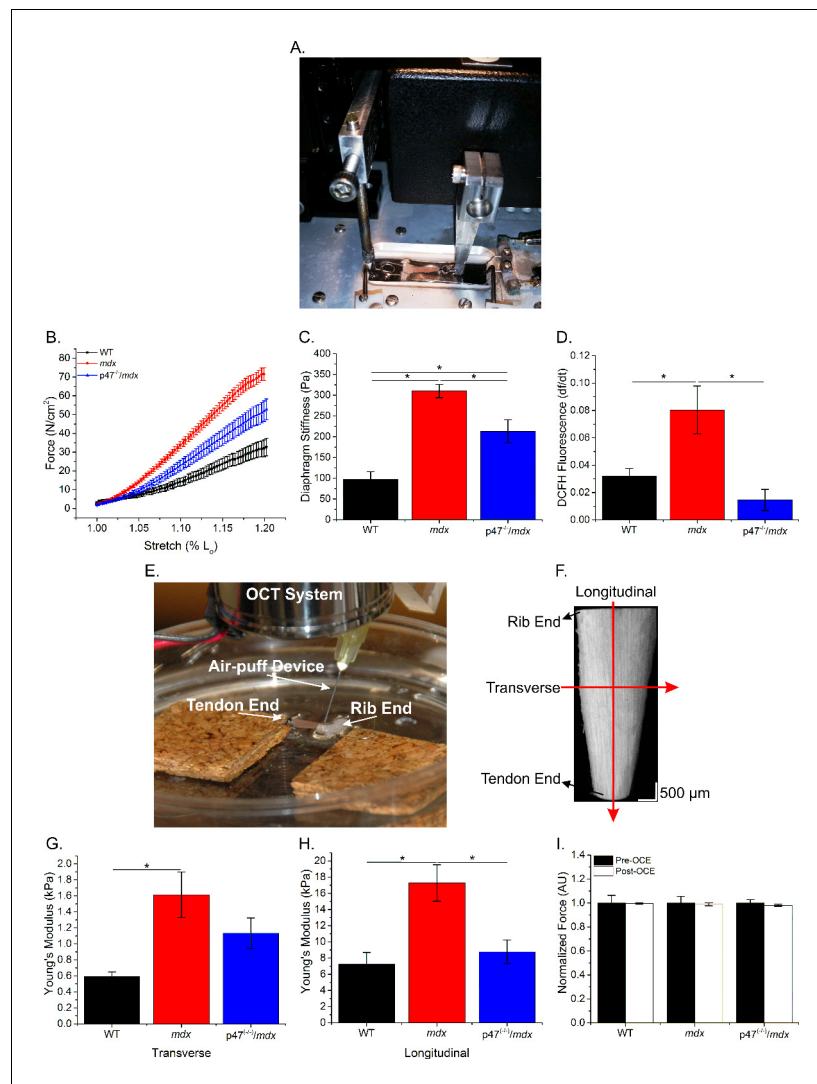 A.
B.
WT
mdx
p47-/-/mdx
Force (N/cm2)
80
70
60
50
40
30
20
10
0
1.00 1.05 1.10 1.15 1.20
Stretch (% Lo)
C.
Diaphragm Stiffness (Pa)
400
350
300
250
200
150
100
50
0
* 
* *
WT mdx p47-/-/mdx
D.
DCFH Fluorescence (df/dt)
0.12
0.10
0.08
0.06
0.04
0.02
0.00
* *
WT mdx p47-/-/mdx
E.
OCT System
Air-puff Device
Tendon End
Rib End
F.
Longitudinal
Rib End
Transverse
Tendon End
500 µm
G.
Young's Modulus (kPa)
2.0
1.8
1.6
1.4
1.2
1.0
0.8
0.6
0.4
0.2
0.0
*
WT mdx p47(-/-)/mdx
Transverse
H.
Young's Modulus (kPa)
20
18
16
14
12
10
8
6
4
2
0
* *
WT mdx p47(-/-)/mdx
Longitudinal
I.
Normalized Force (AU)
1.4
1.2
1.0
0.8
0.6
0.4
0.2
0.0
Pre-OCE
Post-OCE
WT mdx p47(-/-)/mdx